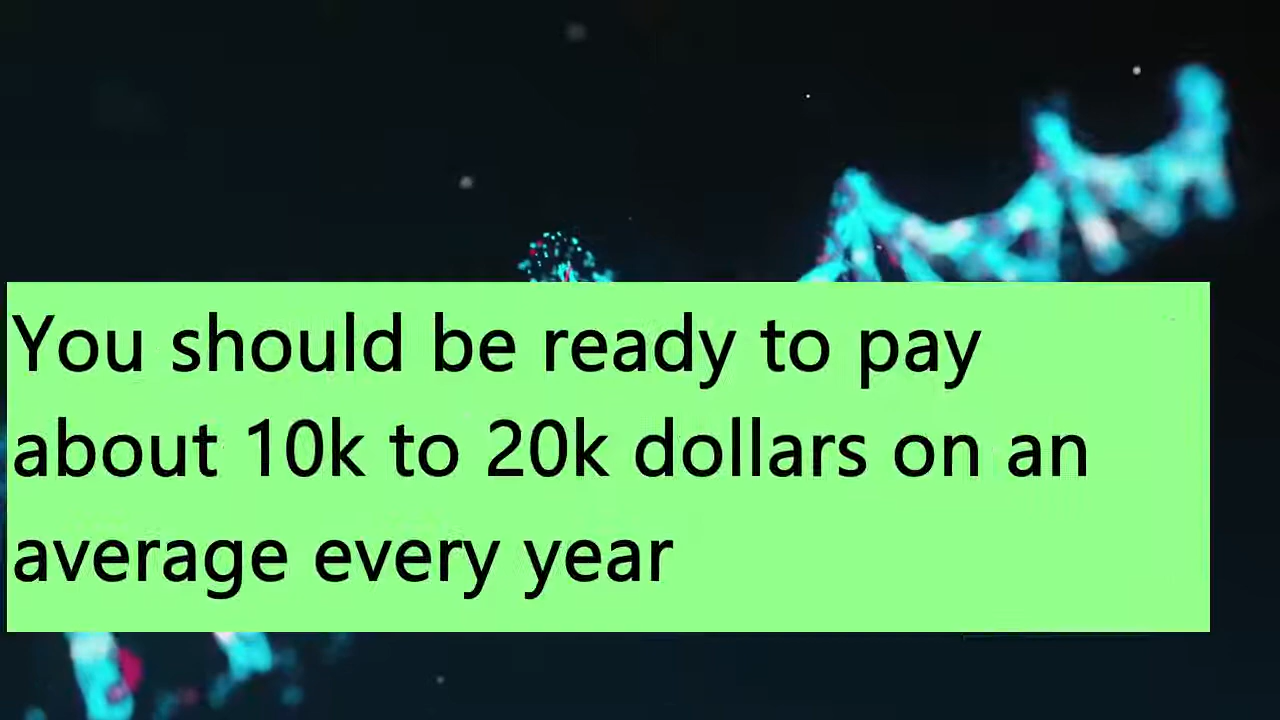 You should be ready to pay
about 10k to 20k dollars on an
average every year